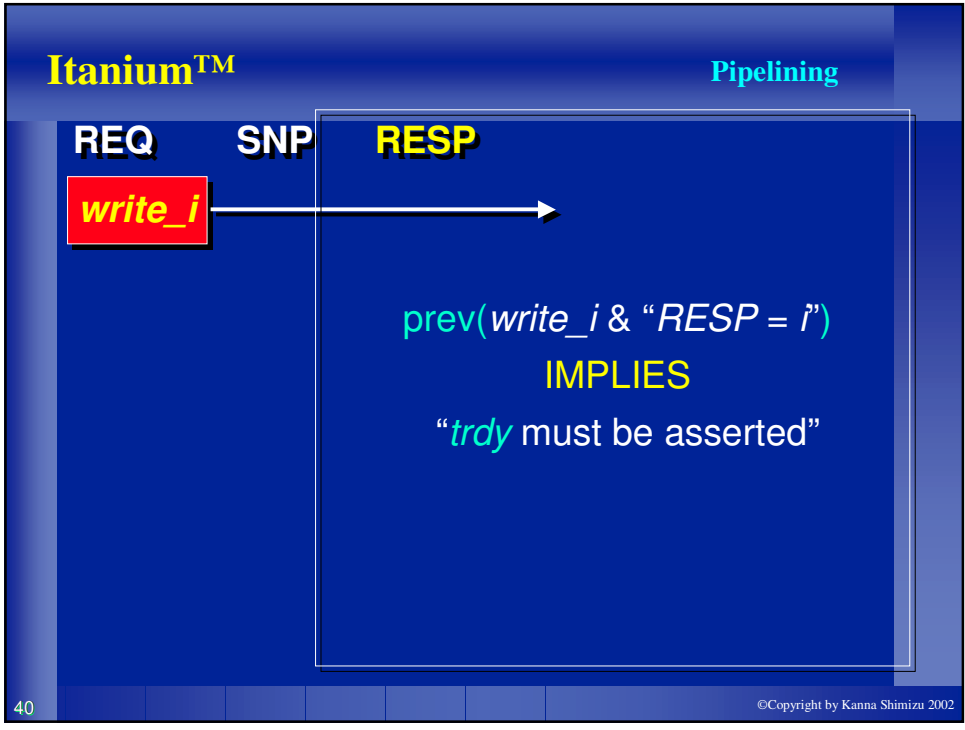 Itanium™
Pipelining
REQ SNP RESP
write_i
prev(write_i & “RESP = i”)
IMPLIES
“trdy must be asserted”
40
©Copyright by Kanna Shimizu 2002